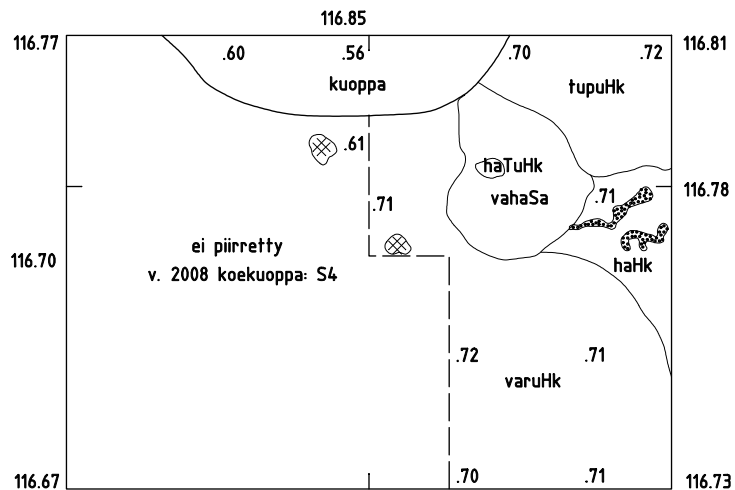 116.85
116.77
116.81
.60
.56
.70
.72
kuoppa
tupuHk
.61
haTuHk
116.78
vahaSa
.71
.71
ei piirretty
116.70
haHk
v. 2008 koekuoppa: S4
.72
.71
varuHk
.70
.71
116.67
116.73